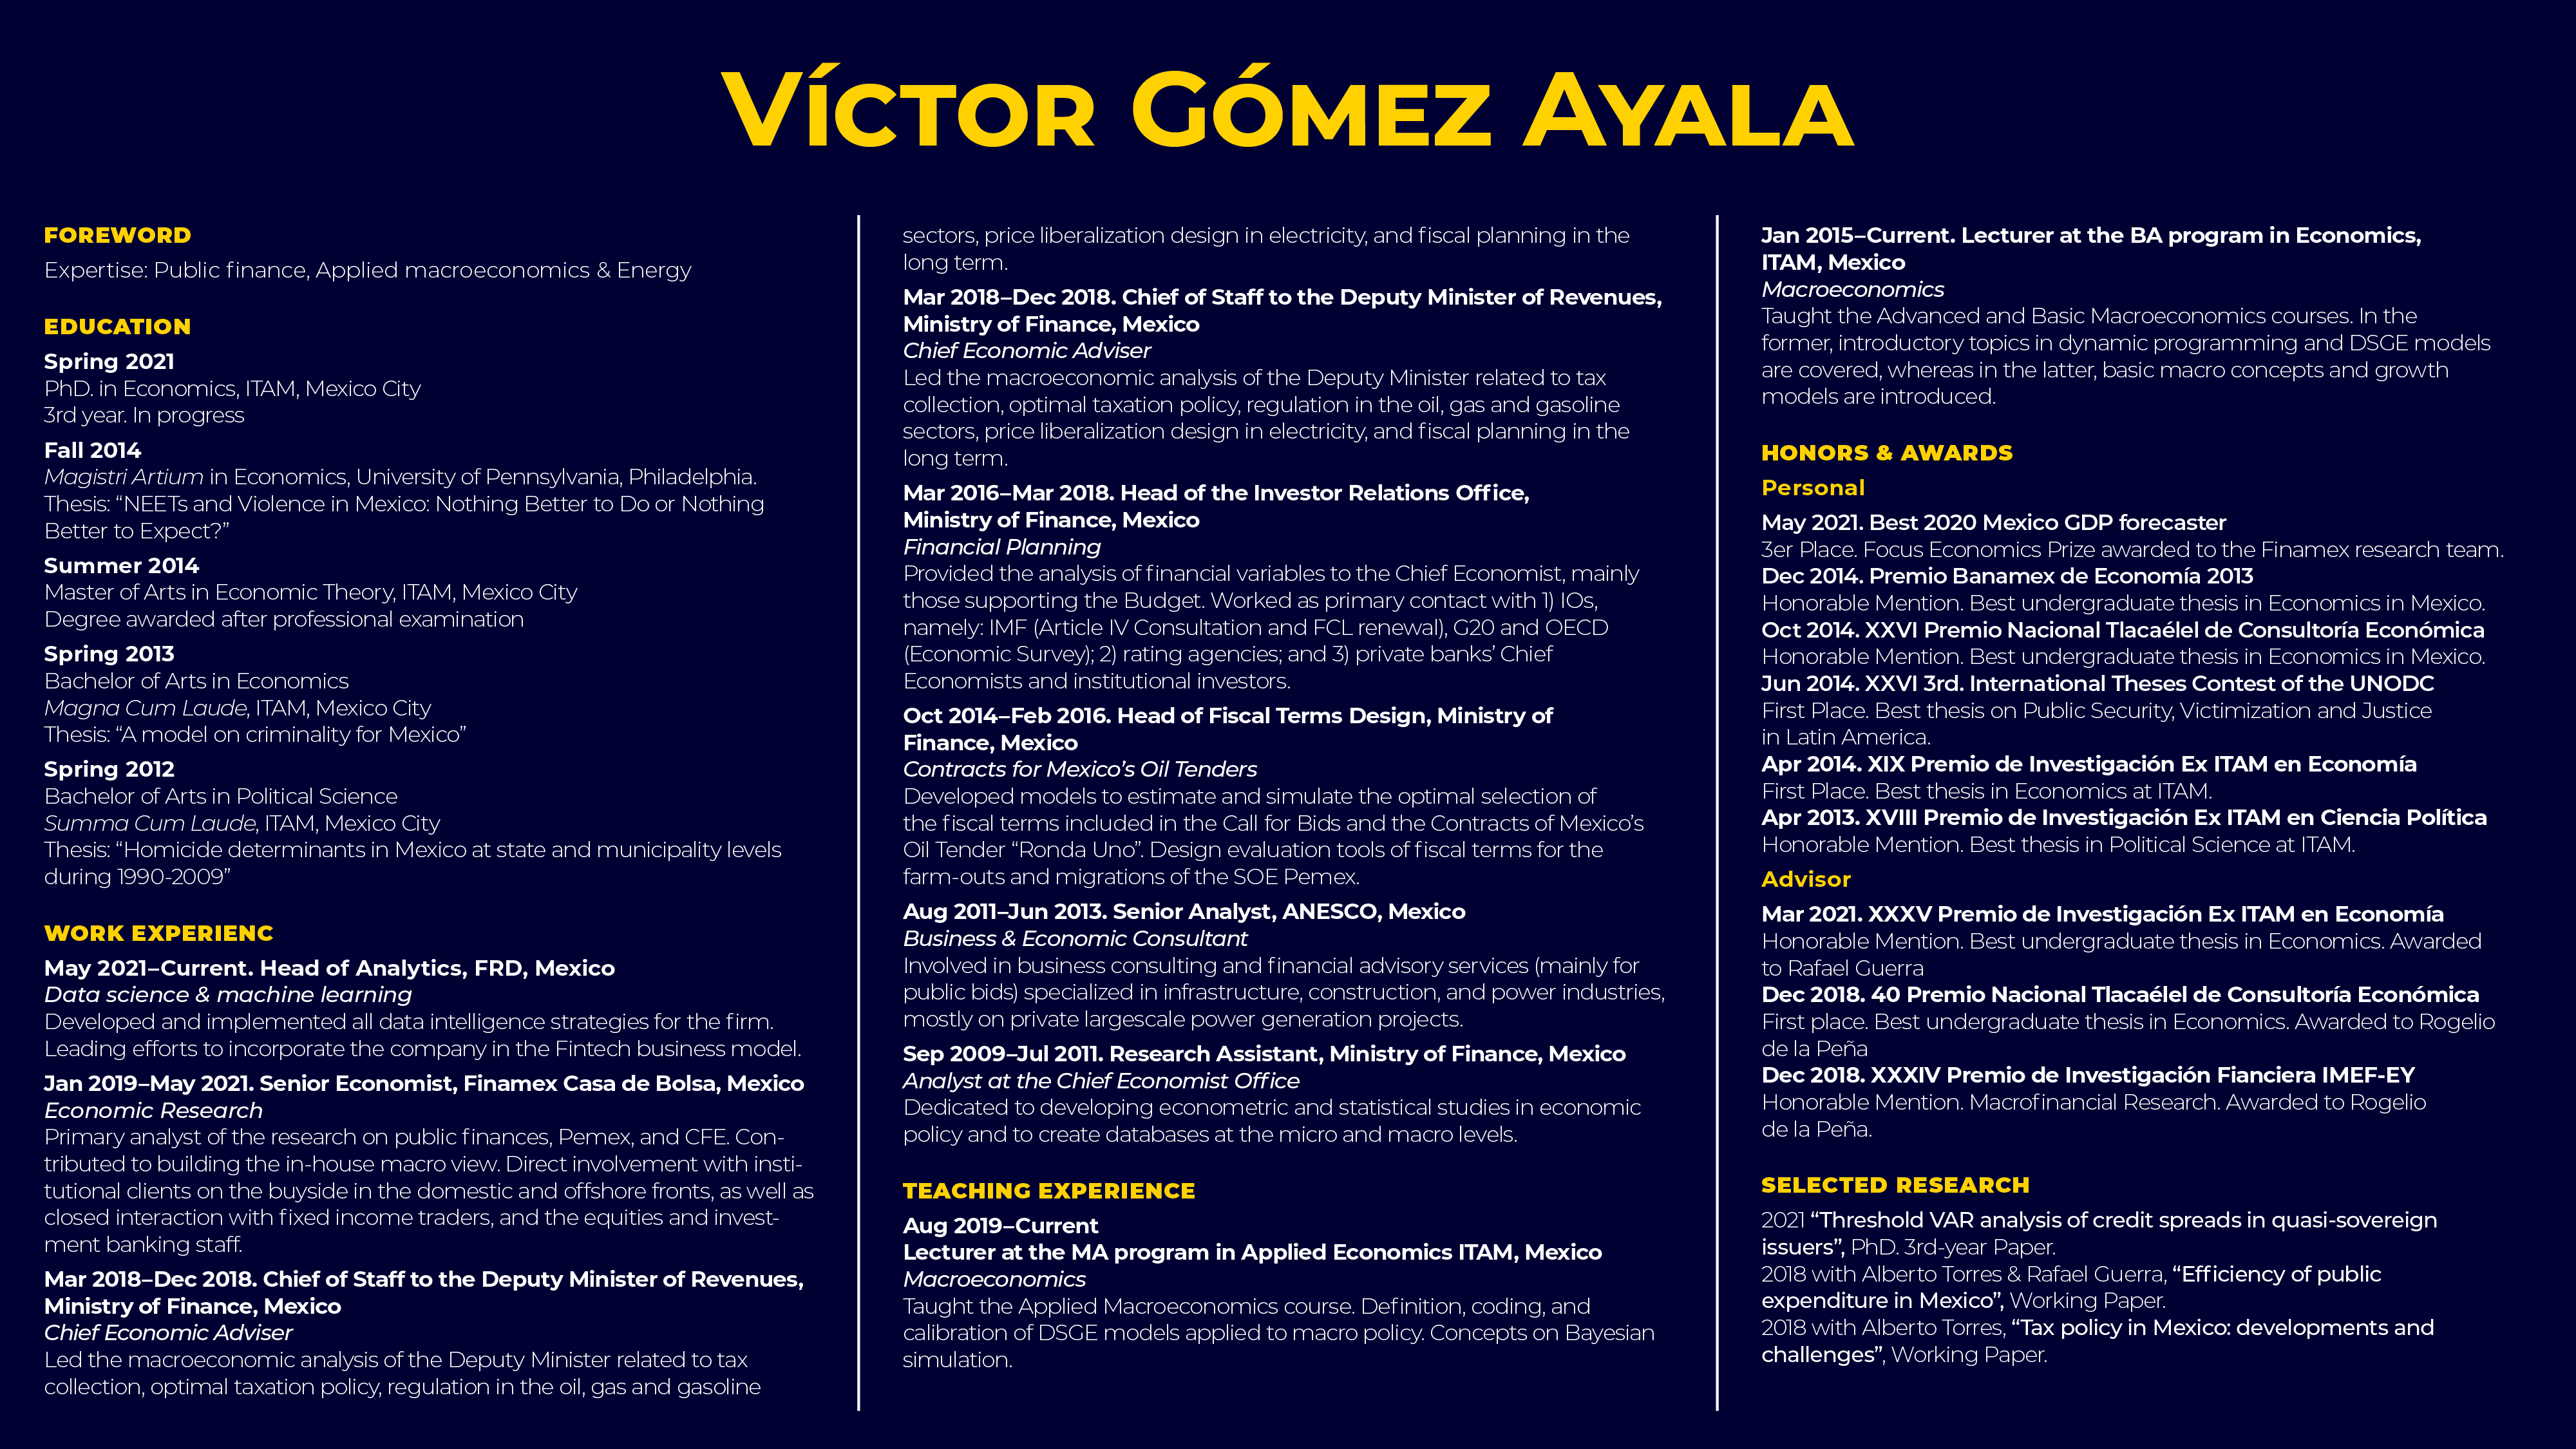 Víctor Gómez Ayala
FOREWORD
Expertise: Public finance, Applied macroeconomics & Energy
EDUCATION
Spring 2021
PhD. in Economics, ITAM, Mexico City
3rd year. In progress
Fall 2014
Magistri Artium in Economics, University of Pennsylvania, Philadelphia.
Thesis: “NEETs and Violence in Mexico: Nothing Better to Do or Nothing
Better to Expect?”
Summer 2014
Master of Arts in Economic Theory, ITAM, Mexico City
Degree awarded after professional examination
Spring 2013
Bachelor of Arts in Economics
Magna Cum Laude, ITAM, Mexico City
Thesis: “A model on criminality for Mexico”
Spring 2012
Bachelor of Arts in Political Science
Summa Cum Laude, ITAM, Mexico City
Thesis: “Homicide determinants in Mexico at state and municipality levels
during 1990-2009”
WORK EXPERIENC
May 2021–Current. Head of Analytics, FRD, Mexico
Data science & machine learning
Developed and implemented all data intelligence strategies for the firm.
Leading efforts to incorporate the company in the Fintech business model.
Jan 2019–May 2021. Senior Economist, Finamex Casa de Bolsa, Mexico
Economic Research
Primary analyst of the research on public finances, Pemex, and CFE. Con-
tributed to building the in-house macro view. Direct involvement with insti-
tutional clients on the buyside in the domestic and offshore fronts, as well as
closed interaction with fixed income traders, and the equities and invest-
ment banking staff.
Mar 2018–Dec 2018. Chief of Staff to the Deputy Minister of Revenues,
Ministry of Finance, Mexico
Chief Economic Adviser
Led the macroeconomic analysis of the Deputy Minister related to tax
collection, optimal taxation policy, regulation in the oil, gas and gasoline
sectors, price liberalization design in electricity, and fiscal planning in the
long term.
Mar 2018–Dec 2018. Chief of Staff to the Deputy Minister of Revenues,
Ministry of Finance, Mexico
Chief Economic Adviser
Led the macroeconomic analysis of the Deputy Minister related to tax
collection, optimal taxation policy, regulation in the oil, gas and gasoline
sectors, price liberalization design in electricity, and fiscal planning in the
long term.
Mar 2016–Mar 2018. Head of the Investor Relations Office,
Ministry of Finance, Mexico
Financial Planning
Provided the analysis of financial variables to the Chief Economist, mainly
those supporting the Budget. Worked as primary contact with 1) IOs,
namely: IMF (Article IV Consultation and FCL renewal), G20 and OECD
(Economic Survey); 2) rating agencies; and 3) private banks’ Chief
Economists and institutional investors.
Oct 2014–Feb 2016. Head of Fiscal Terms Design, Ministry of
Finance, Mexico
Contracts for Mexico’s Oil Tenders
Developed models to estimate and simulate the optimal selection of
the fiscal terms included in the Call for Bids and the Contracts of Mexico’s
Oil Tender “Ronda Uno”. Design evaluation tools of fiscal terms for the
farm-outs and migrations of the SOE Pemex.
Aug 2011–Jun 2013. Senior Analyst, ANESCO, Mexico
Business & Economic Consultant
Involved in business consulting and financial advisory services (mainly for
public bids) specialized in infrastructure, construction, and power industries,
mostly on private largescale power generation projects.
Sep 2009–Jul 2011. Research Assistant, Ministry of Finance, Mexico
Analyst at the Chief Economist Office
Dedicated to developing econometric and statistical studies in economic
policy and to create databases at the micro and macro levels.
TEACHING EXPERIENCE
Aug 2019–Current
Lecturer at the MA program in Applied Economics ITAM, Mexico
Macroeconomics
Taught the Applied Macroeconomics course. Definition, coding, and
calibration of DSGE models applied to macro policy. Concepts on Bayesian
simulation.
Jan 2015–Current. Lecturer at the BA program in Economics,
ITAM, Mexico
Macroeconomics
Taught the Advanced and Basic Macroeconomics courses. In the
former, introductory topics in dynamic programming and DSGE models
are covered, whereas in the latter, basic macro concepts and growth
models are introduced.
HONORS & AWARDS
Personal
May 2021. Best 2020 Mexico GDP forecaster
3er Place. Focus Economics Prize awarded to the Finamex research team.
Dec 2014. Premio Banamex de Economía 2013
Honorable Mention. Best undergraduate thesis in Economics in Mexico.
Oct 2014. XXVI Premio Nacional Tlacaélel de Consultoría Económica
Honorable Mention. Best undergraduate thesis in Economics in Mexico.
Jun 2014. XXVI 3rd. International Theses Contest of the UNODC
First Place. Best thesis on Public Security, Victimization and Justice
in Latin America.
Apr 2014. XIX Premio de Investigación Ex ITAM en Economía
First Place. Best thesis in Economics at ITAM.
Apr 2013. XVIII Premio de Investigación Ex ITAM en Ciencia Política
Honorable Mention. Best thesis in Political Science at ITAM.
Advisor
Mar 2021. XXXV Premio de Investigación Ex ITAM en Economía
Honorable Mention. Best undergraduate thesis in Economics. Awarded
to Rafael Guerra
Dec 2018. 40 Premio Nacional Tlacaélel de Consultoría Económica
First place. Best undergraduate thesis in Economics. Awarded to Rogelio
de la Peña
Dec 2018. XXXIV Premio de Investigación Fianciera IMEF-EY
Honorable Mention. Macrofinancial Research. Awarded to Rogelio
de la Peña.
SELECTED RESEARCH
2021 “Threshold VAR analysis of credit spreads in quasi-sovereign
issuers”, PhD. 3rd-year Paper.
2018 with Alberto Torres & Rafael Guerra, “Efficiency of public
expenditure in Mexico”, Working Paper.
2018 with Alberto Torres, “Tax policy in Mexico: developments and
challenges”, Working Paper.